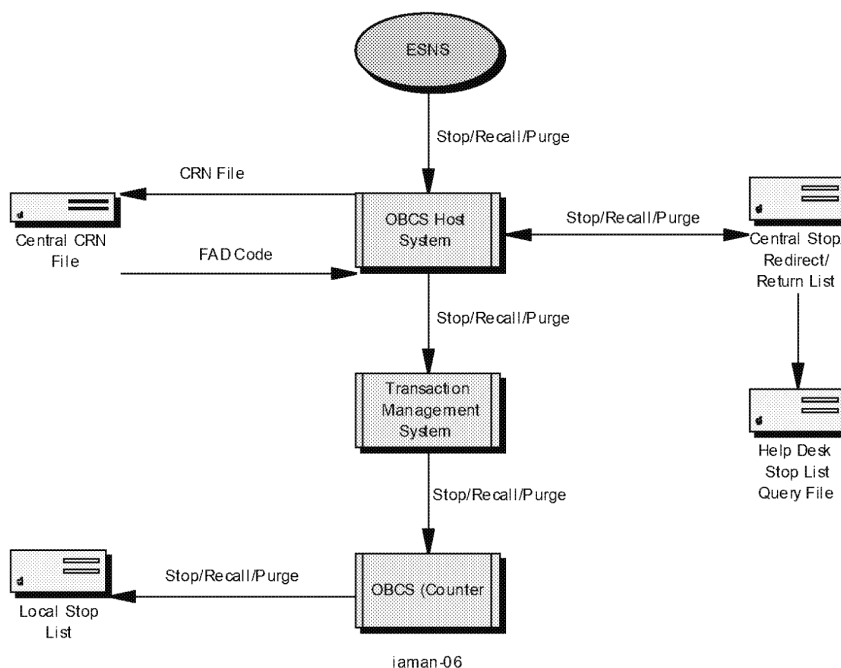 ESNS
Stop/Recall/Purge
CRN File
OBCS Host
System
Stop/Recall/Purge
Central CRN
File
FAD Code
Central Stop/
Redirect/
Return List
Stop/Recall/Purge
Transaction
Management
System
Help Desk
Stop List
Query File
Stop/Recall/Purge
Stop/Recall/Purge
OBCS (Counter
Local Stop
List
iaman-06